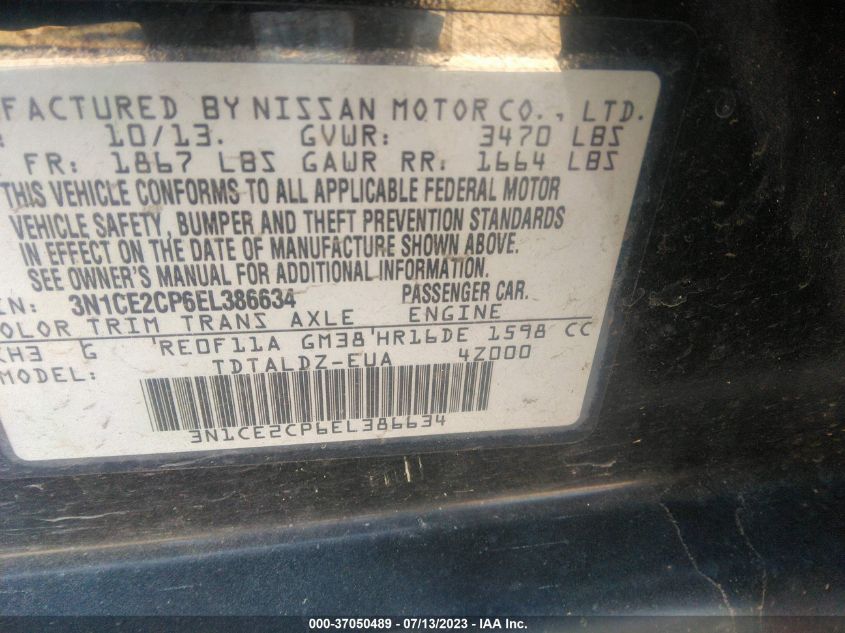 FACTURED BY NISSAN MOTOR CO., LTD.
: 10/13. GVWR: 3470 LBS
FR: 1867 LBS GAWR RR: 1664 LBS
THIS VEHICLE CONFORMS TO ALL APPLICABLE FEDERAL MOTOR
VEHICLE SAFETY, BUMPER AND THEFT PREVENTION STANDARDS
IN EFFECT ON THE DATE OF MANUFACTURE SHOWN ABOVE.
SEE OWNER'S MANUAL FOR ADDITIONAL INFORMATION.
IN: 3N1CE2CP6EL386634 PASSENGER CAR.
OLOR TRIM TRANS AXLE ENGINE
CH3 G 'RE0F11A GM38'HR16DE 1598 CC
MODEL: TDTALDZ-EUA 4Z000
3N1CE2CP6EL386634
000-37050489 - 07/13/2023 - IAA Inc.